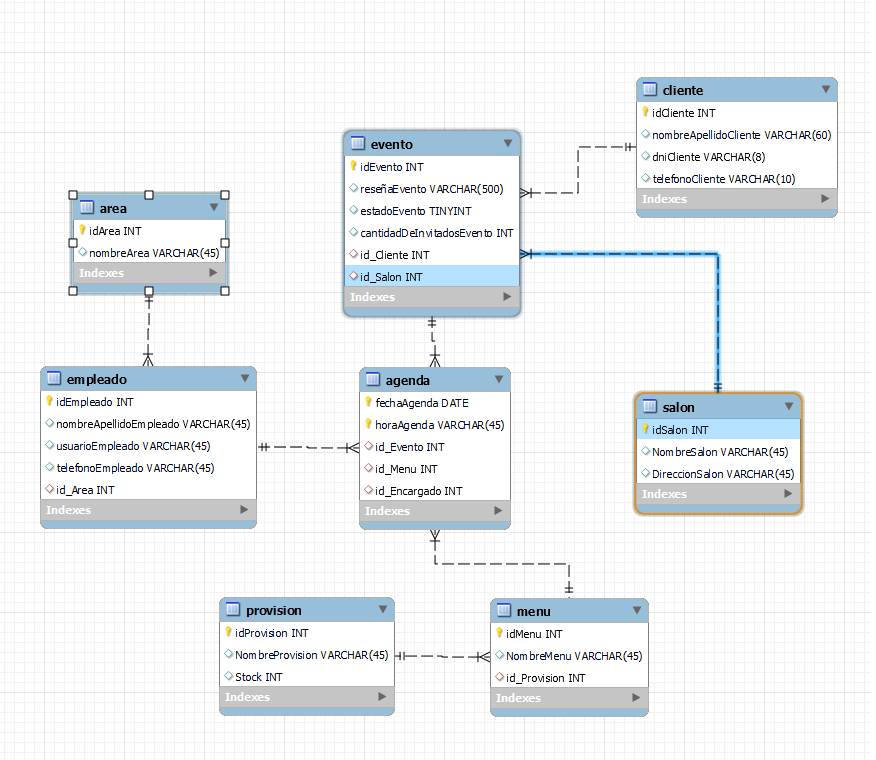 cliente
idCliente INT
nombreApellidoCliente VARCHAR(60)
dniCliente VARCHAR(8)
telefonoCliente VARCHAR(10)
Indexes
evento
idEvento INT
reseñaEvento VARCHAR(500)
estadoEvento TINYINT
cantidadDeInvitadosEvento INT
id_Cliente INT
id_Salon INT
Indexes
area
idArea INT
nombreArea VARCHAR(45)
Indexes
empleado
idEmpleado INT
nombreApellidoEmpleado VARCHAR(45)
usuarioEmpleado VARCHAR(45)
telefonoEmpleado VARCHAR(45)
id_Area INT
Indexes
agenda
fechaAgenda DATE
horaAgenda VARCHAR(45)
id_Evento INT
id_Menu INT
id_Encargado INT
Indexes
salon
idSalon INT
NombreSalon VARCHAR(45)
DireccionSalon VARCHAR(45)
Indexes
provision
idProvision INT
NombreProvision VARCHAR(45)
Stock INT
Indexes
menu
idMenu INT
NombreMenu VARCHAR(45)
id_Provision INT
Indexes